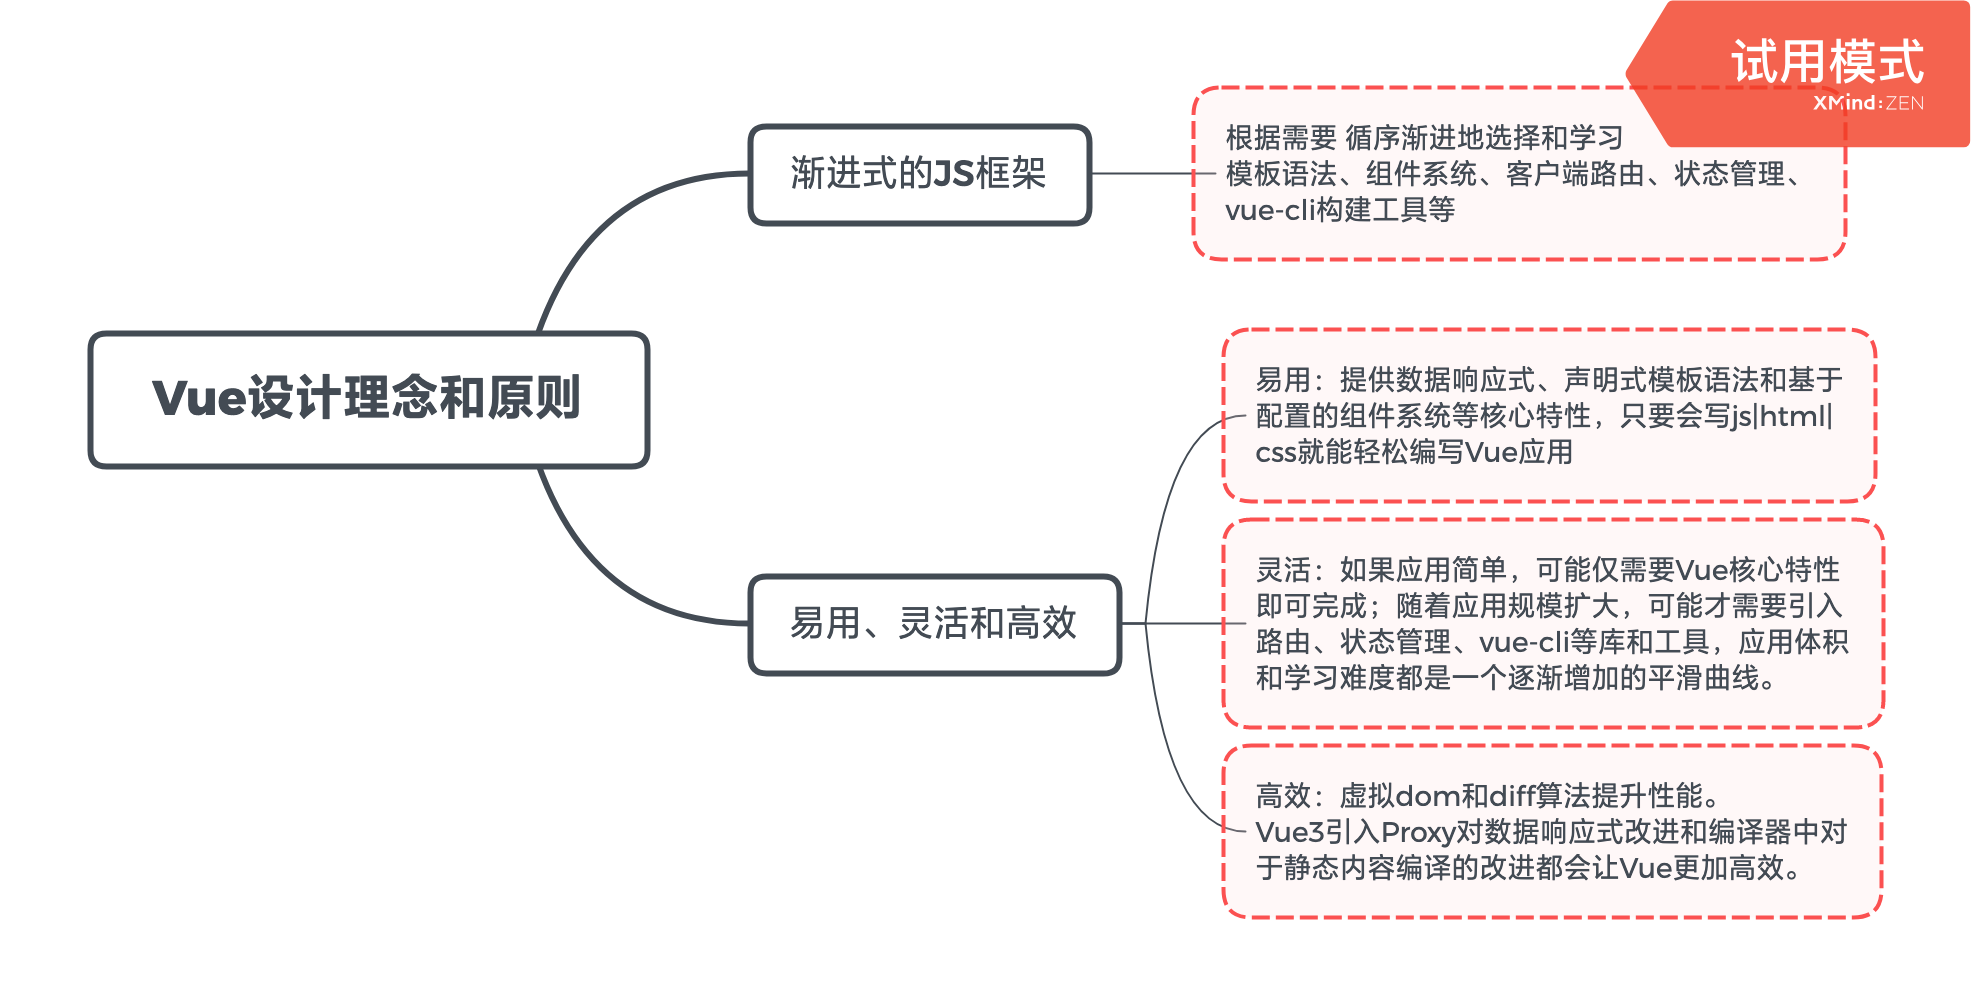 试用模式
XMind:ZEN
根据需要 循序渐进地选择和学习
模板语法、组件系统、客户端路由、状态管理、
vue-cli构建工具等
渐进式的JS框架
Vue设计理念和原则
易用：提供数据响应式、声明式模板语法和基于
配置的组件系统等核心特性，只要会写js|html|
css就能轻松编写Vue应用
易用、灵活和高效
灵活：如果应用简单，可能仅需要Vue核心特性
即可完成；随着应用规模扩大，可能才需要引入
路由、状态管理、vue-cli等库和工具，应用体积
和学习难度都是一个逐渐增加的平滑曲线。
高效：虚拟dom和diff算法提升性能。
Vue3引入Proxy对数据响应式改进和编译器中对
于静态内容编译的改进都会让Vue更加高效。